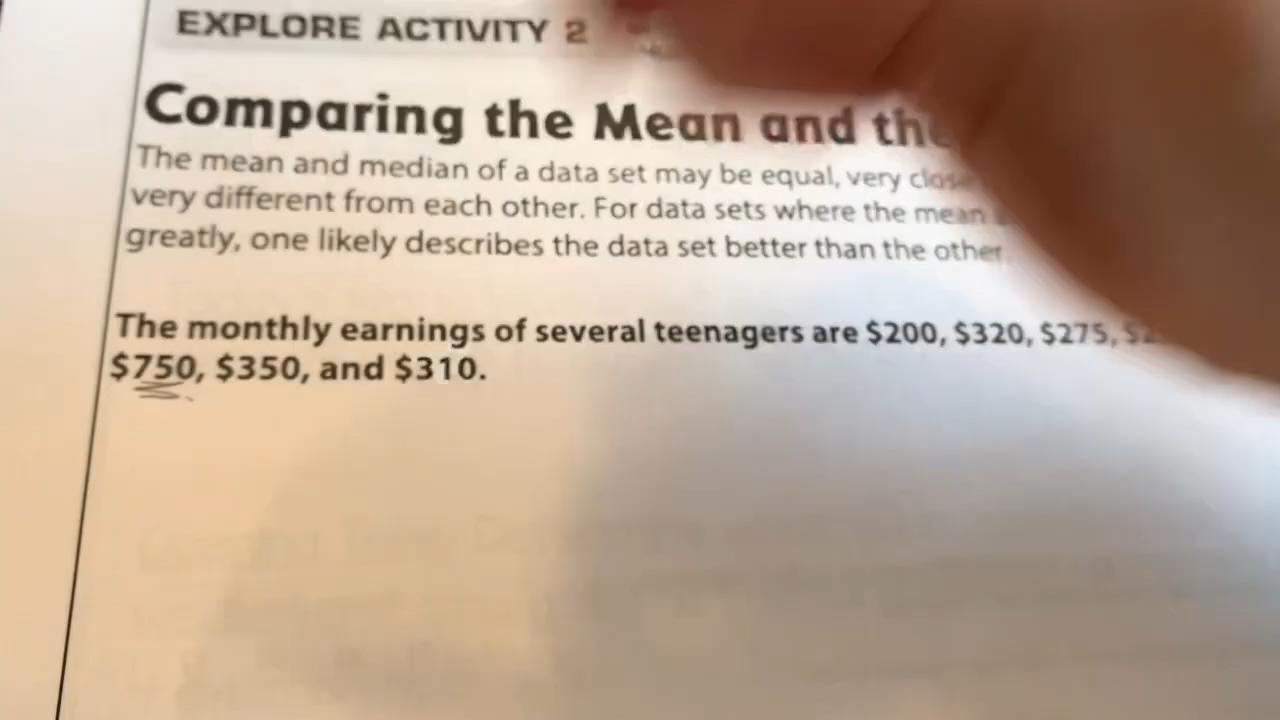 EXPLORE ACTIVITY 2
Comparing the Mean and the
The mean and median of a data set may be equal, very
very different from each other. For data sets where the mean
greatly, one likely describes the data set better than the other.
The monthly earnings of several teenagers are $200, $320, $275,
$750, $350, and $310.